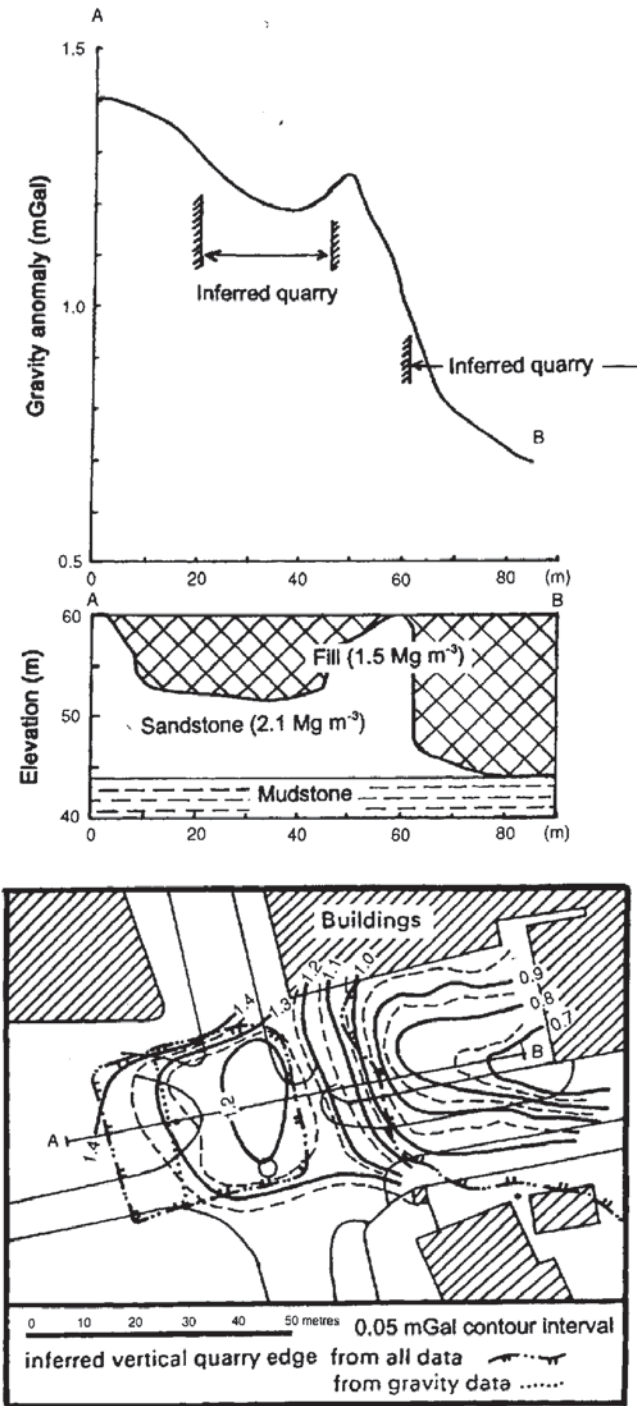 A
1.5
1.0
0.5
Gravity anomaly (mGal)
Inferred quarry
Inferred quarry
B
0 20 40 60 80 (m)
A B
60
50
40
Elevation (m)
Fill (1.5 Mg m⁻³)
Sandstone (2.1 Mg m⁻³)
Mudstone
0 20 40 60 80 (m)
Buildings
1.4 1.3 1.2 1.1 1.0
0.9
0.8
0.7
B
1.2
A
1.4
0 10 20 30 40 50 metres 0.05 mGal contour interval
inferred vertical quarry edge from all data
from gravity data